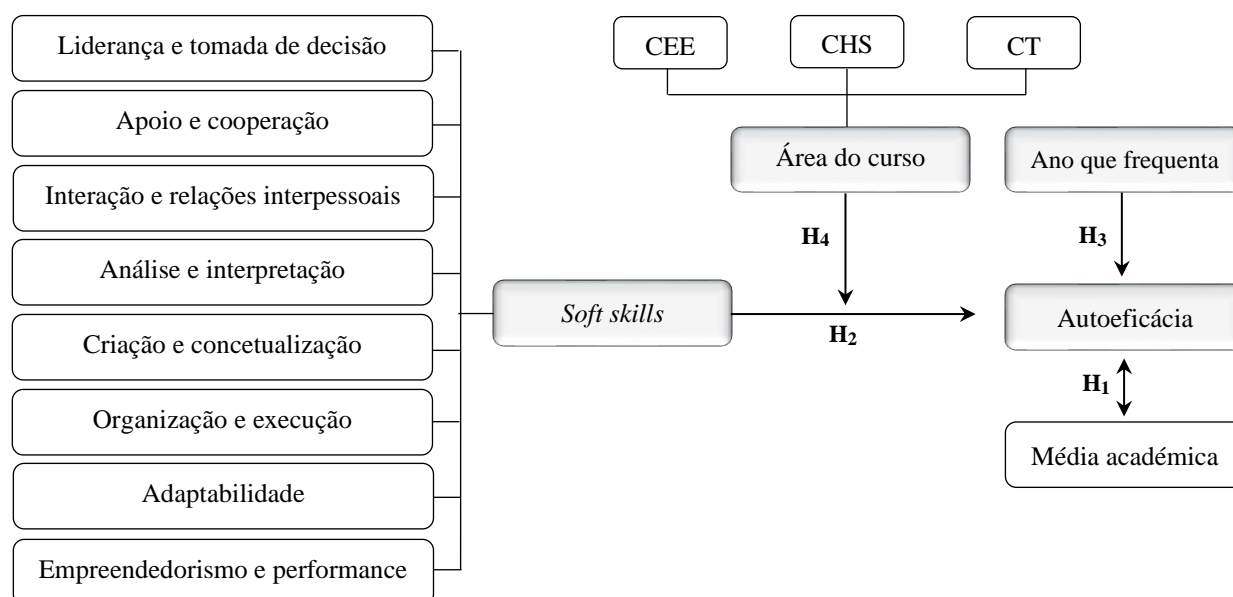 Liderança e tomada de decisão
Apoio e cooperação
Interação e relações interpessoais
Análise e interpretação
Criação e concetualização
Organização e execução
Adaptabilidade
Empreendedorismo e performance
Soft skills
CEE
CHS
CT
Área do curso
Ano que frequenta
H4
H3
H2
Autoeficácia
H1
Média académica